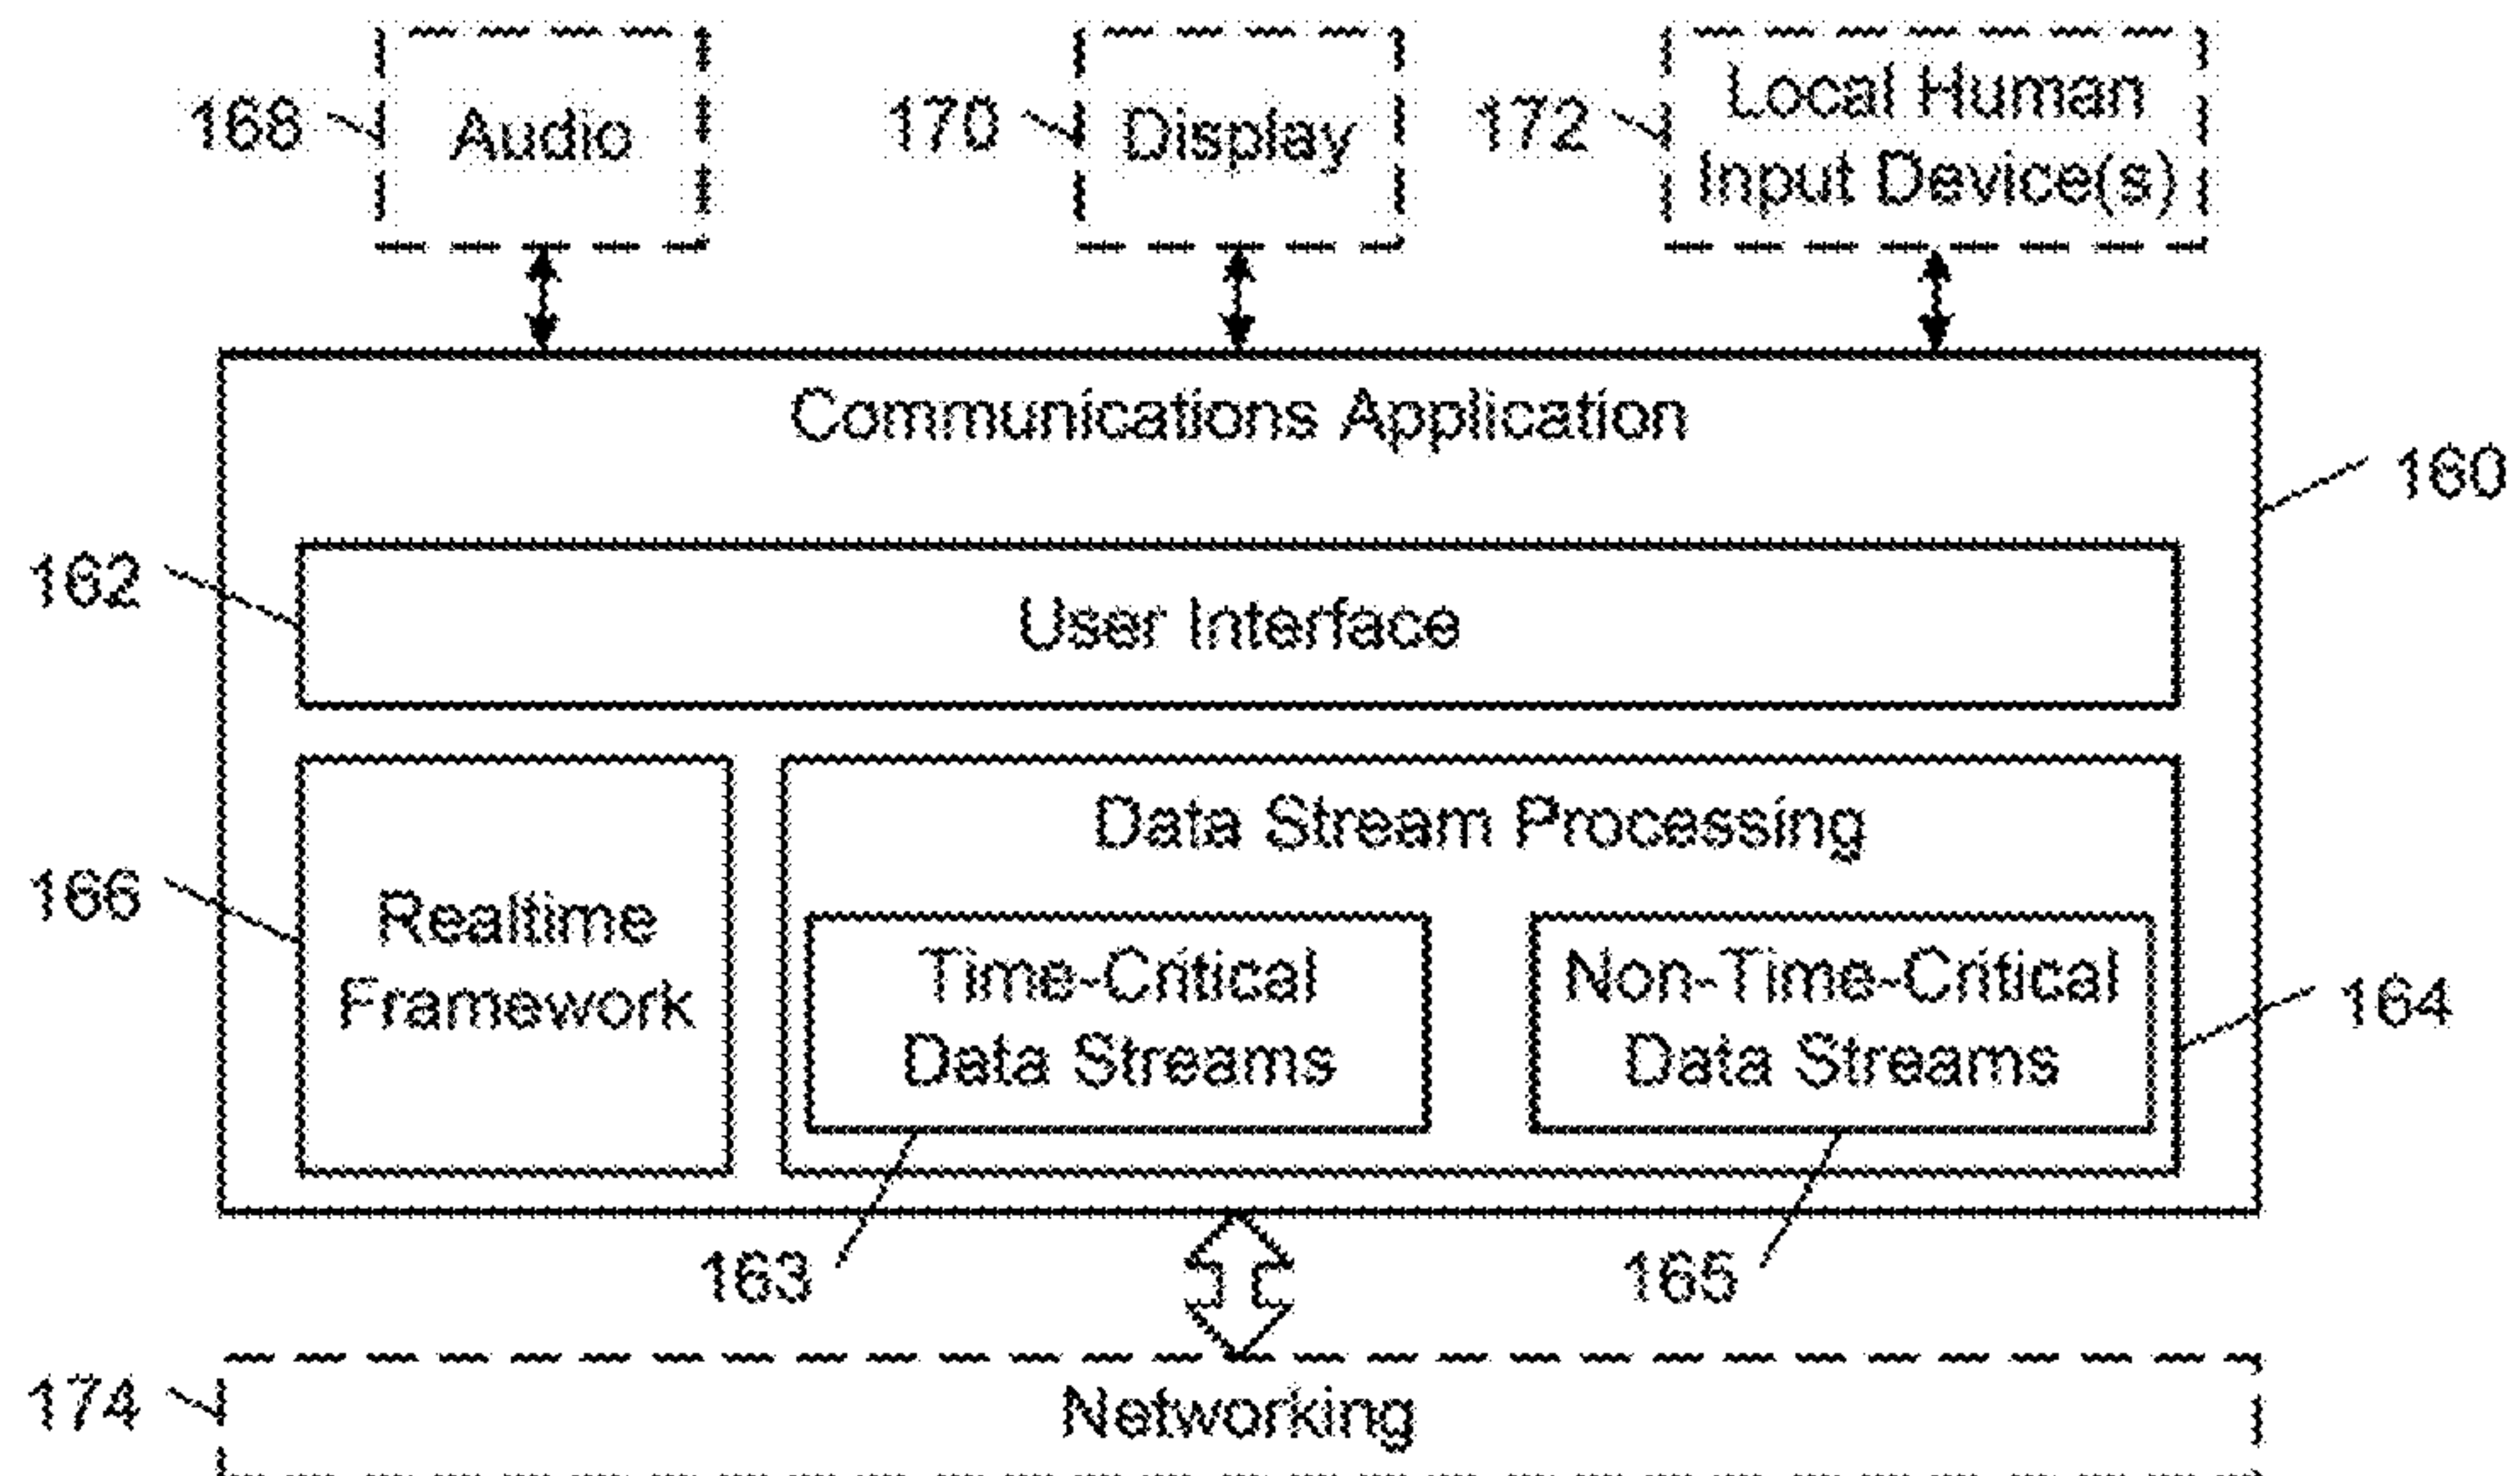 168 Audio
170 Display
172 Local Human
Input Device(s)
Communications Application
160
162
User Interface
Data Stream Processing
166
Realtime
Framework
Time-Critical
Data Streams
Non-Time-Critical
Data Streams
164
163
165
174
Networking